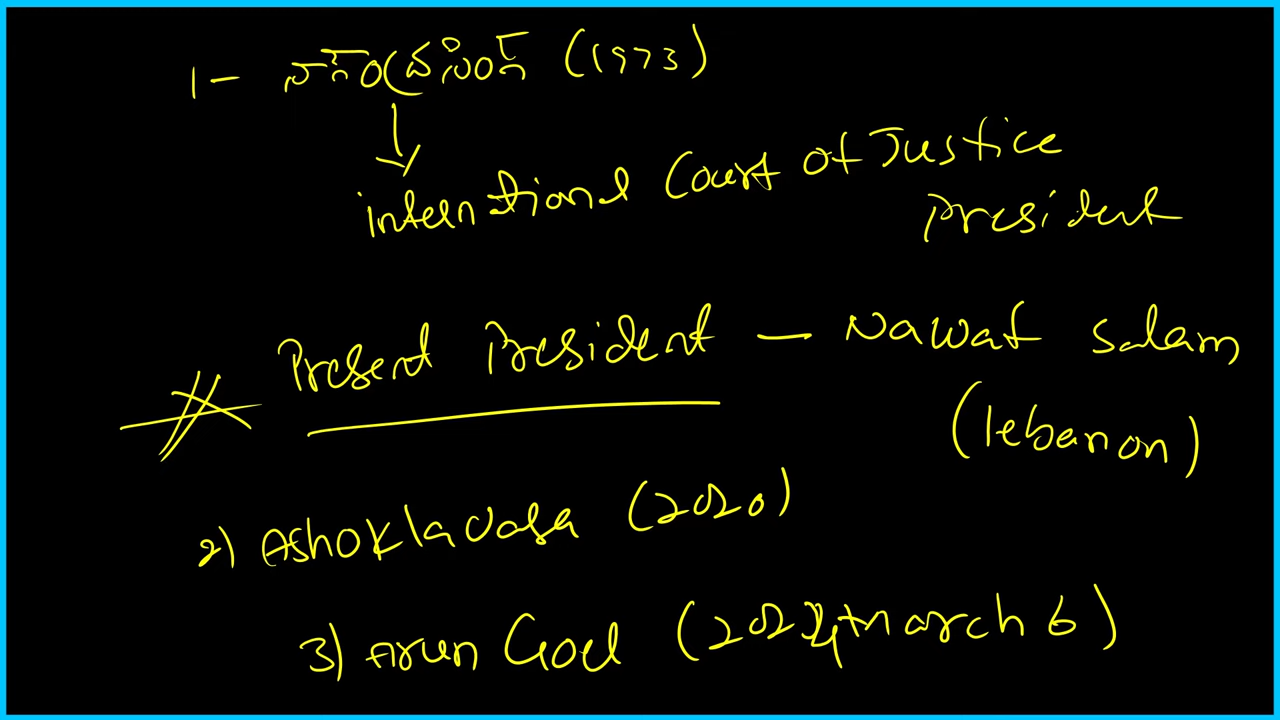 1- నాగేంద్రసింగ్ (1973)
international Court of Justice
president
Present President - Nawaf Salam
(lebanon)
2) Ashok lavasa (2020)
3) Arun Goel (2024 march 6)